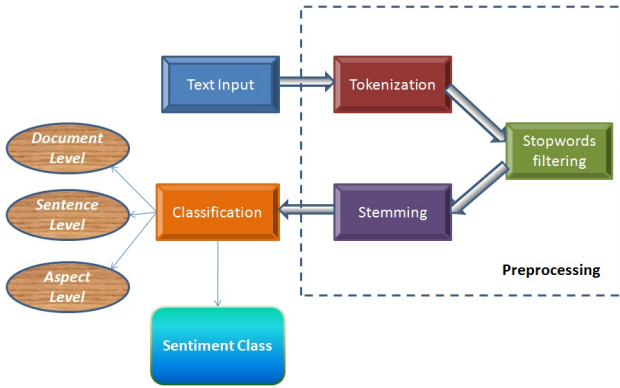 Text Input
Tokenization
Stopwords
filtering
Document
Level
Sentence
Level
Aspect
Level
Classification
Stemming
Preprocessing
Sentiment Class